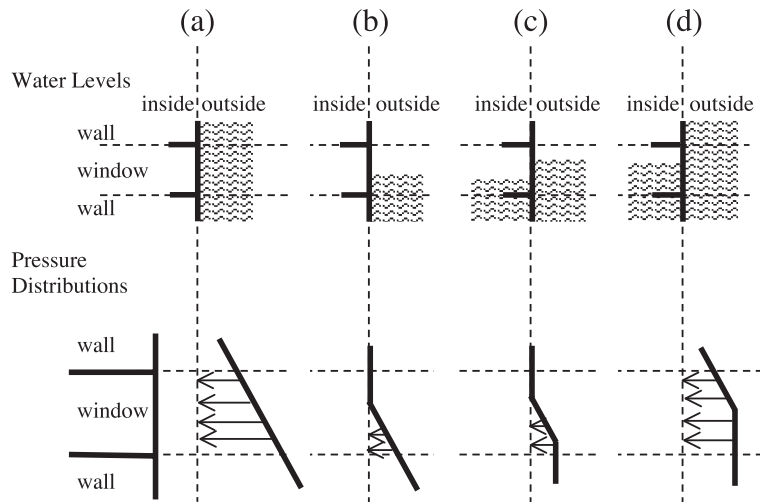 (a) (b) (c) (d)
Water Levels
inside outside inside outside inside outside inside outside
wall
window
wall
Pressure
Distributions
wall
window
wall